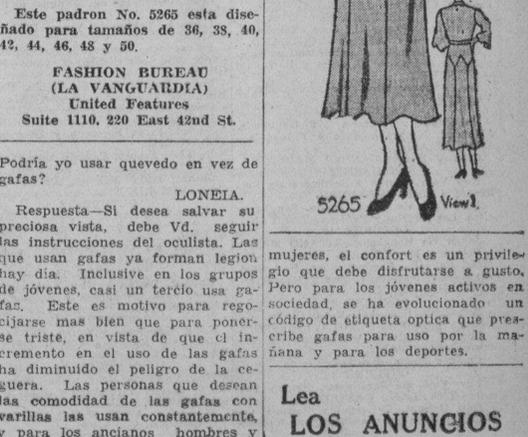 Este padron No. 5265 esta dise-
ñado para tamaños de 36, 38, 40,
42, 44, 46, 48 y 50.
FASHION BUREAU
(LA VANGUARDIA)
United Features
Suite 1110, 220 East 42nd St.
Podría yo usar quevedo en vez de
gafas?
LONEIA.
Respuesta—Si desea salvar su
preciosa vista, debe Vd. seguir
las instrucciones del oculista. Las
que usan gafas ya forman legion
hay dia. Inclusive en los grupos
de jóvenes, casi un tercio usa ga-
fas. Este es motivo para rego-
cijarse mas bien que para poner-
se triste, en vista de que el in-
cremento en el uso de las gafas
ha diminuido el peligro de la ce-
guera. Las personas que desean
las comodidad de las gafas con
varillas las usan constantemente,
y para los ancianos hombres y
5265 View 1.
mujeres, el confort es un privile-
gio que debe disfrutarse a gusto.
Pero para los jóvenes activos en
sociedad, se ha evolucionado un
código de etiqueta optica que pres-
cribe gafas para uso por la ma-
ñana y para los deportes.
Lea
LOS ANUNCIOS